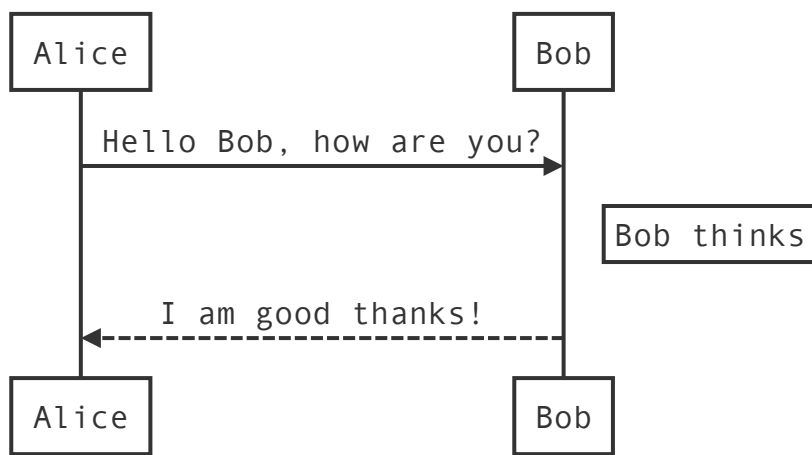 Alice
Bob
Hello Bob, how are you?
Bob thinks
I am good thanks!
Alice
Bob